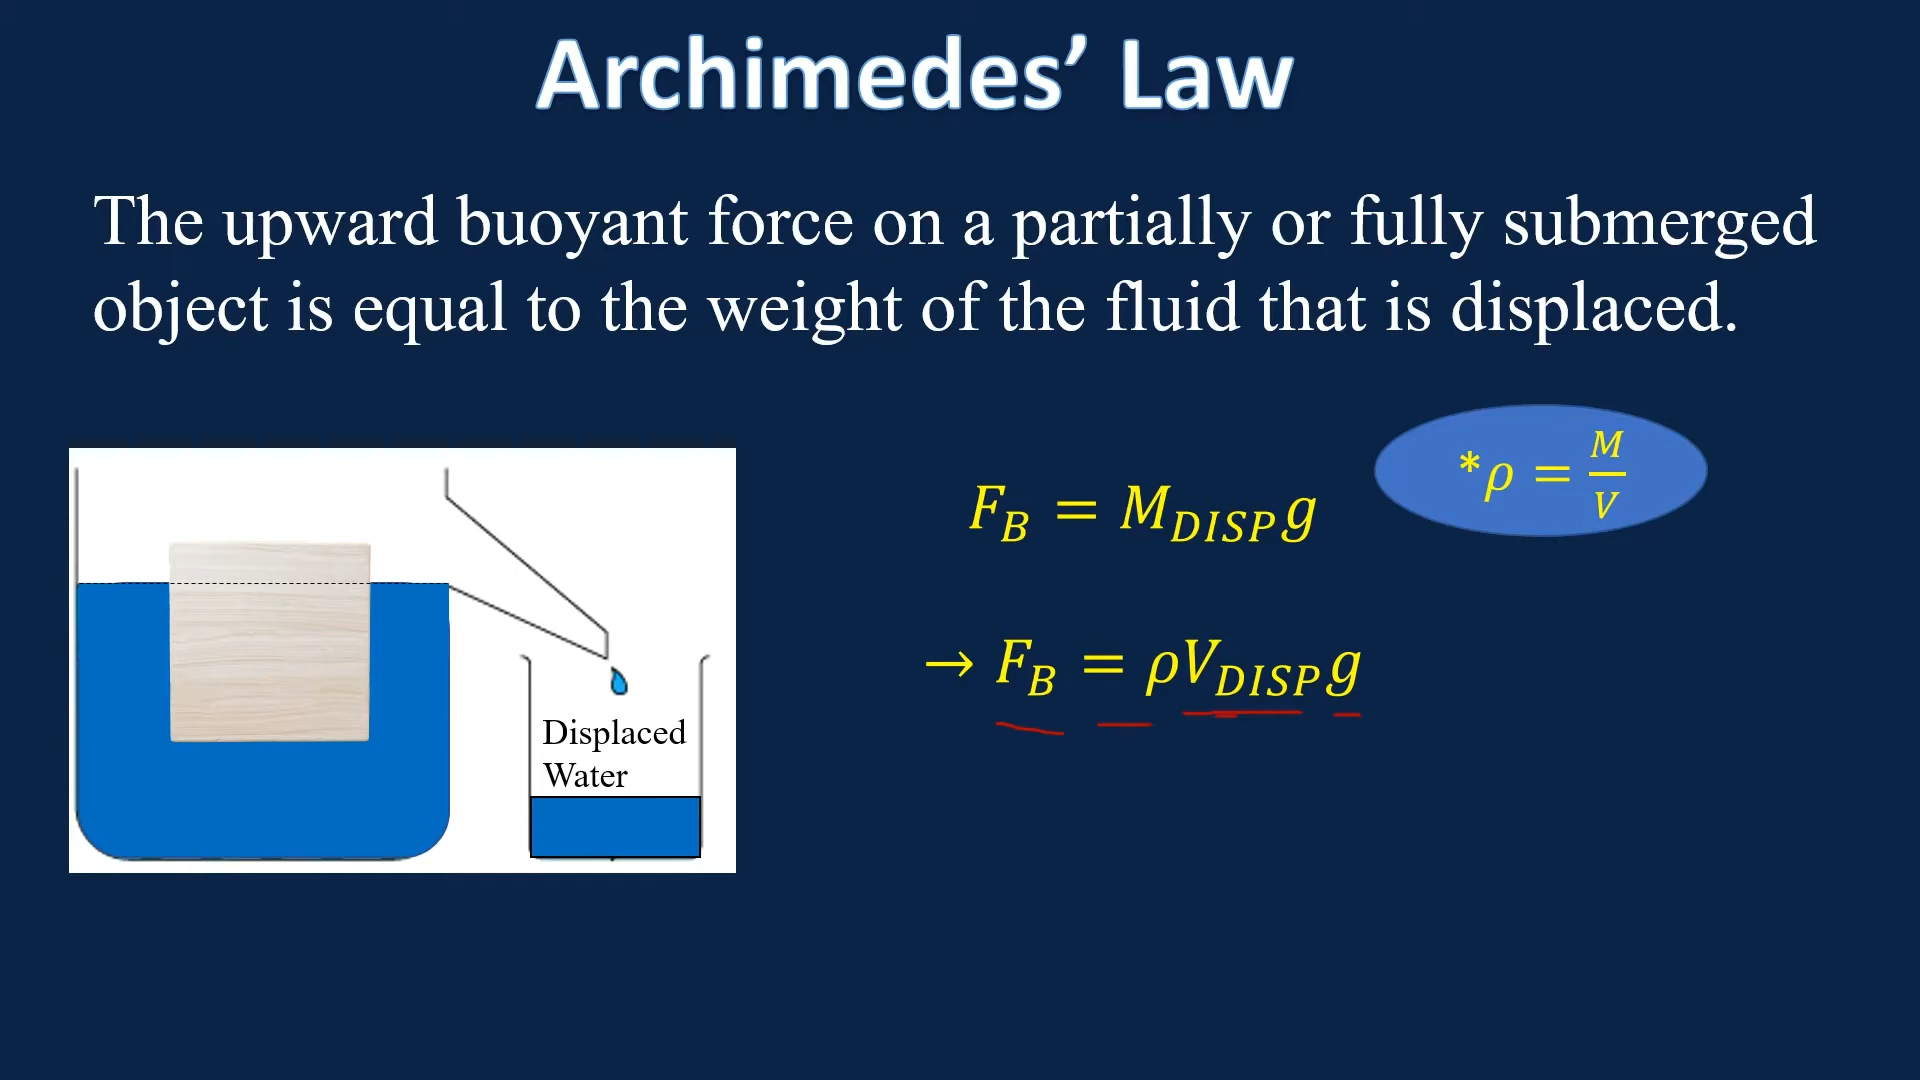 Archimedes’ Law
The upward buoyant force on a partially or fully submerged
object is equal to the weight of the fluid that is displaced.
*ρ = M/V
F_B = M_DISP g
→ F_B = ρV_DISP g
Displaced
Water